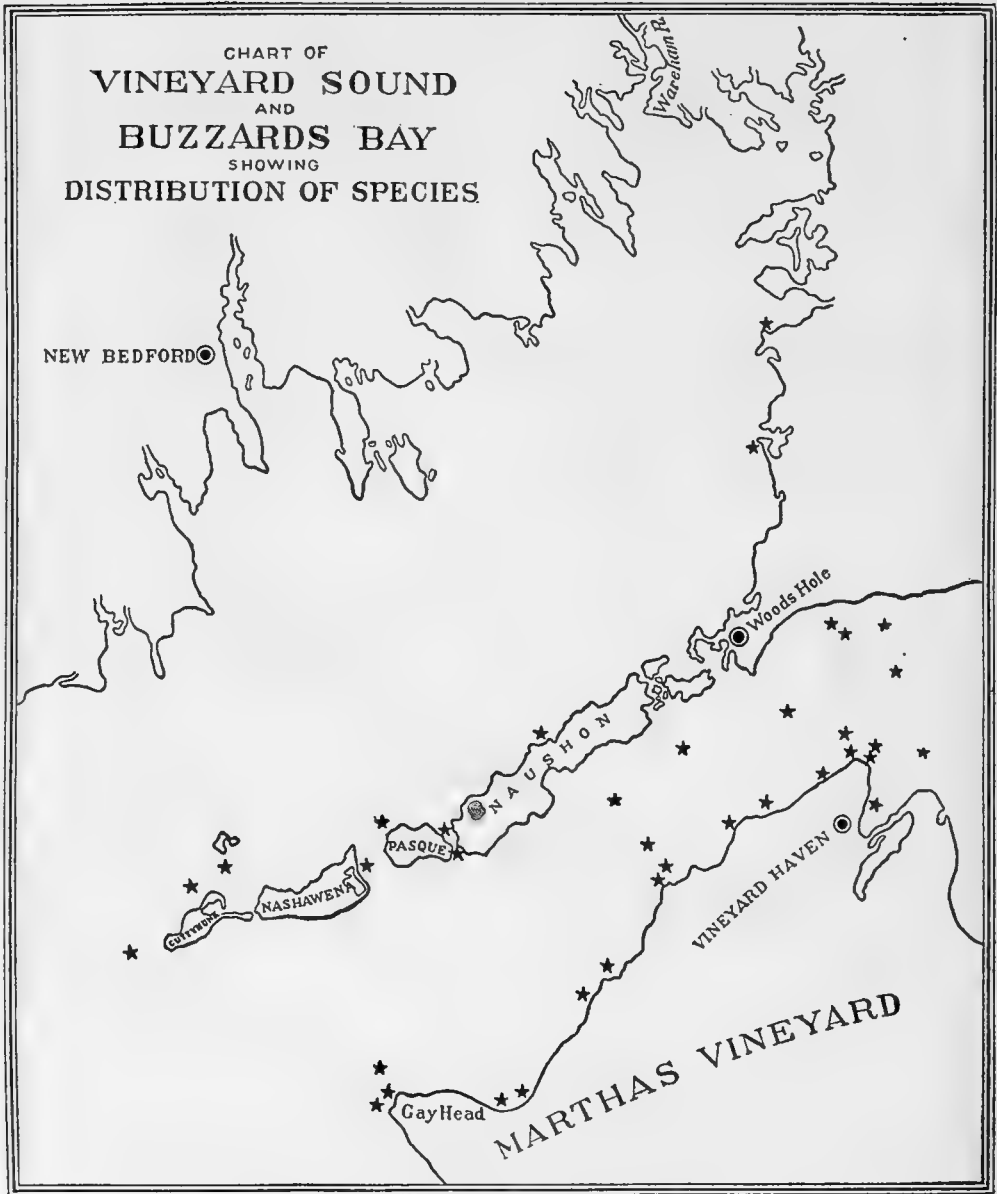 CHART OF
VINEYARD SOUND
AND
BUZZARDS BAY
SHOWING
DISTRIBUTION OF SPECIES
Wareham R.
NEW BEDFORD
Woods Hole
NAUSHON
PASQUE
NASHAWENA
CUTTYHUNK
VINEYARD HAVEN
MARTHAS VINEYARD
Gay Head